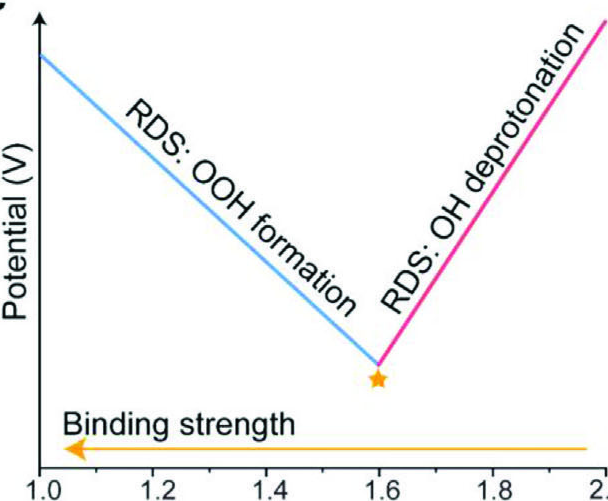 Potential (V)
RDS: OOH formation
RDS: OH deprotonation
Binding strength
1.0 1.2 1.4 1.6 1.8 2.